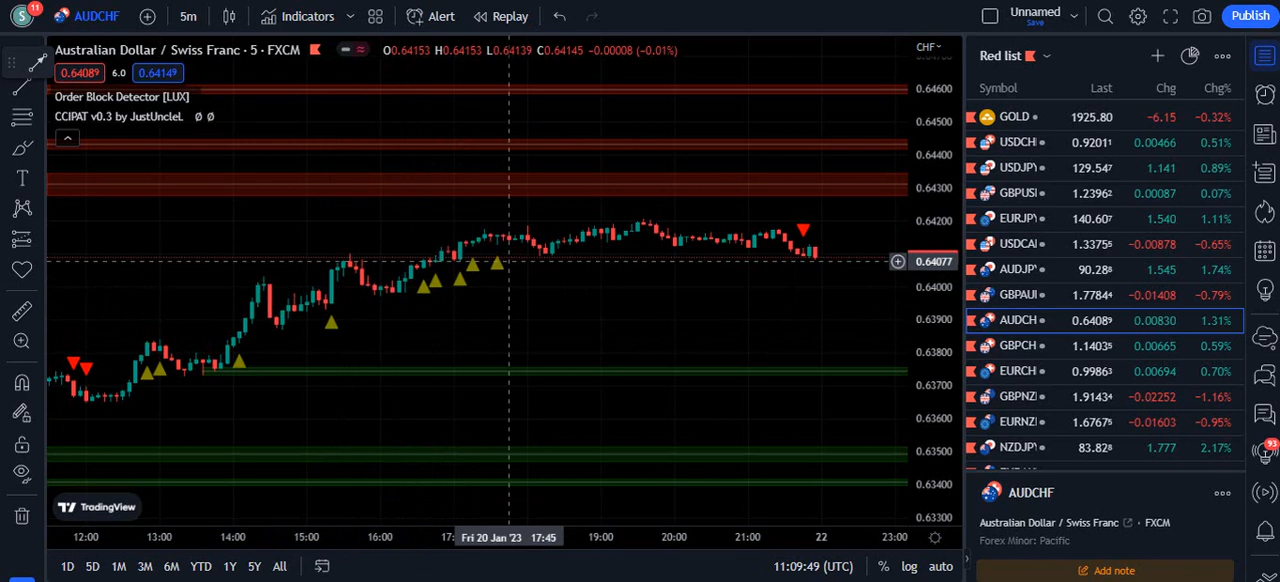 S 11 AUDCHF 5m Indicators Alert Replay Unnamed Save Publish
Australian Dollar / Swiss Franc · 5 · FXCM O0.64153 H0.64153 L0.64139 C0.64145 -0.00008 (-0.01%)
0.64089 6.0 0.64149
Order Block Detector [LUX]
CCIPAT v0.3 by JustUncleL Ø Ø
CHF
0.64600
0.64500
0.64400
0.64300
0.64200
0.64077
0.64000
0.63900
0.63800
0.63700
0.63600
0.63500
0.63400
0.63300
TradingView
12:00 13:00 14:00 15:00 16:00 17: Fri 20 Jan '23 17:45 19:00 20:00 21:00 22 23:00
1D 5D 1M 3M 6M YTD 1Y 5Y All 11:09:49 (UTC) % log auto
Red list
Symbol Last Chg Chg%
GOLD 1925.80 -6.15 -0.32%
USDCH 0.92011 0.00466 0.51%
USDJPY 129.547 1.141 0.89%
GBPUSI 1.23962 0.00087 0.07%
EURJPY 140.607 1.540 1.11%
USDCAI 1.33755 -0.00878 -0.65%
AUDJPY 90.288 1.545 1.74%
GBPAUI 1.77844 -0.01408 -0.79%
AUDCH 0.64089 0.00830 1.31%
GBPCH 1.14035 0.00665 0.59%
EURCH 0.99863 0.00694 0.70%
GBPNZI 1.91434 -0.02252 -1.16%
EURNZI 1.67675 -0.01603 -0.95%
NZDJPY 83.828 1.777 2.17%
93
AUDCHF
Australian Dollar / Swiss Franc · FXCM
Forex Minor: Pacific
Add note